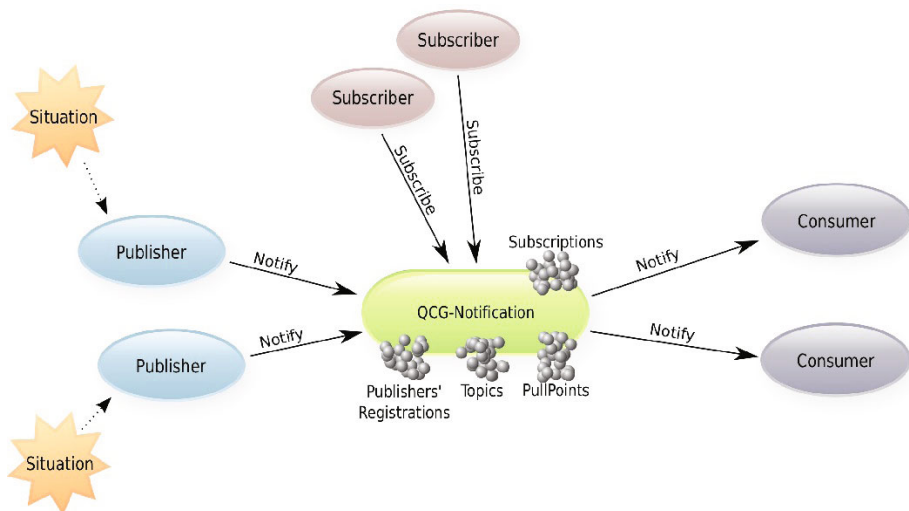 Subscriber
Subscriber
Situation
Subscribe
Subscribe
Publisher
Notify
Subscriptions
Notify
Consumer
QCG-Notification
Publisher
Notify
Notify
Consumer
Publishers'
Registrations
Topics
PullPoints
Situation